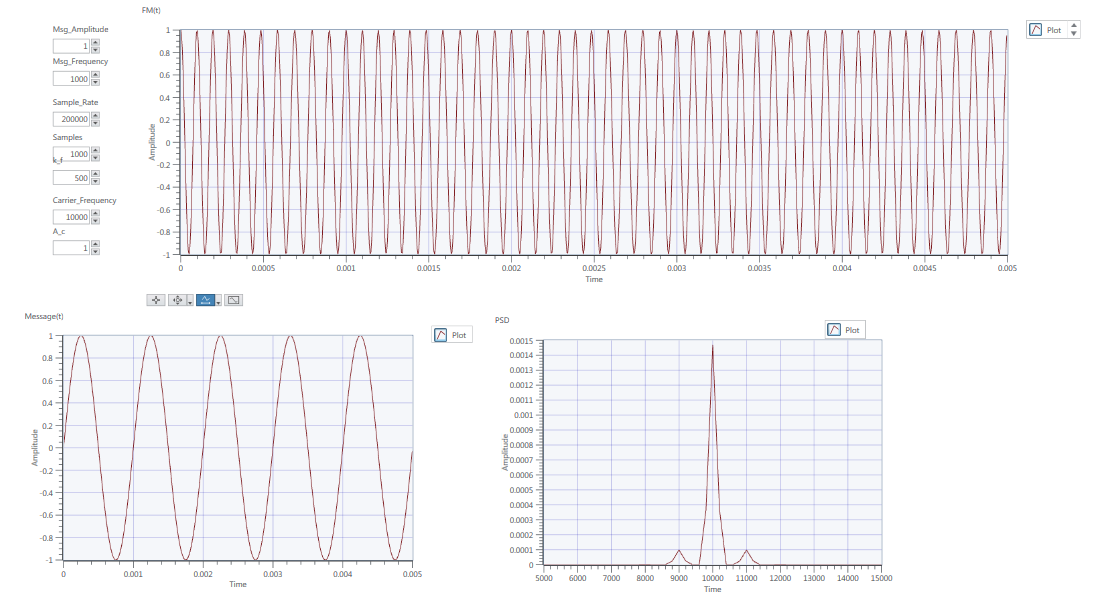 FM(t)
Msg_Amplitude
1
Msg_Frequency
1000
Sample_Rate
200000
Samples
1000
k_f
500
Carrier_Frequency
10000
A_c
1
Plot
Amplitude
1
0.8
0.6
0.4
0.2
0
-0.2
-0.4
-0.6
-0.8
-1
0 0.0005 0.001 0.0015 0.002 0.0025 0.003 0.0035 0.004 0.0045 0.005
Time
Message(t)
Plot
Amplitude
1
0.8
0.6
0.4
0.2
0
-0.2
-0.4
-0.6
-0.8
-1
0 0.001 0.002 0.003 0.004 0.005
Time
PSD
Plot
Amplitude
0.0015
0.0014
0.0013
0.0012
0.0011
0.001
0.0009
0.0008
0.0007
0.0006
0.0005
0.0004
0.0003
0.0002
0.0001
0
5000 6000 7000 8000 9000 10000 11000 12000 13000 14000 15000
Time